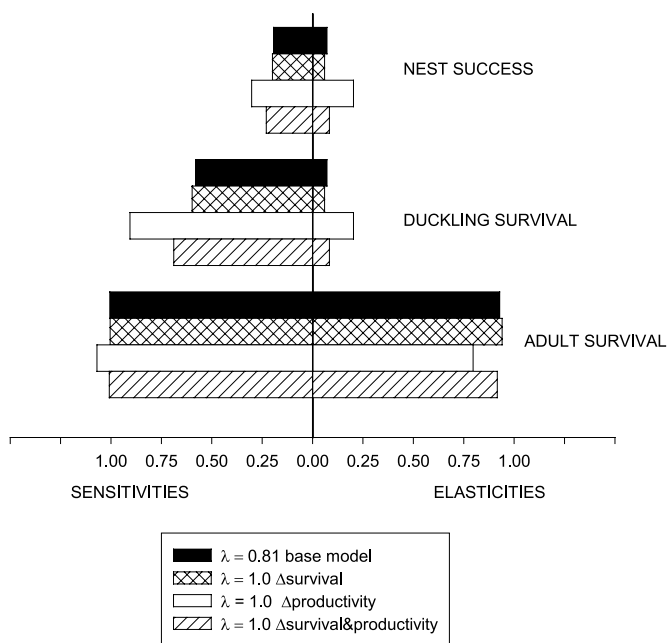 NEST SUCCESS
DUCKLING SURVIVAL
ADULT SURVIVAL
1.00 0.75 0.50 0.25 0.00 0.25 0.50 0.75 1.00
SENSITIVITIES ELASTICITIES
λ = 0.81 base model
λ = 1.0 Δsurvival
λ = 1.0 Δproductivity
λ = 1.0 Δsurvival&productivity